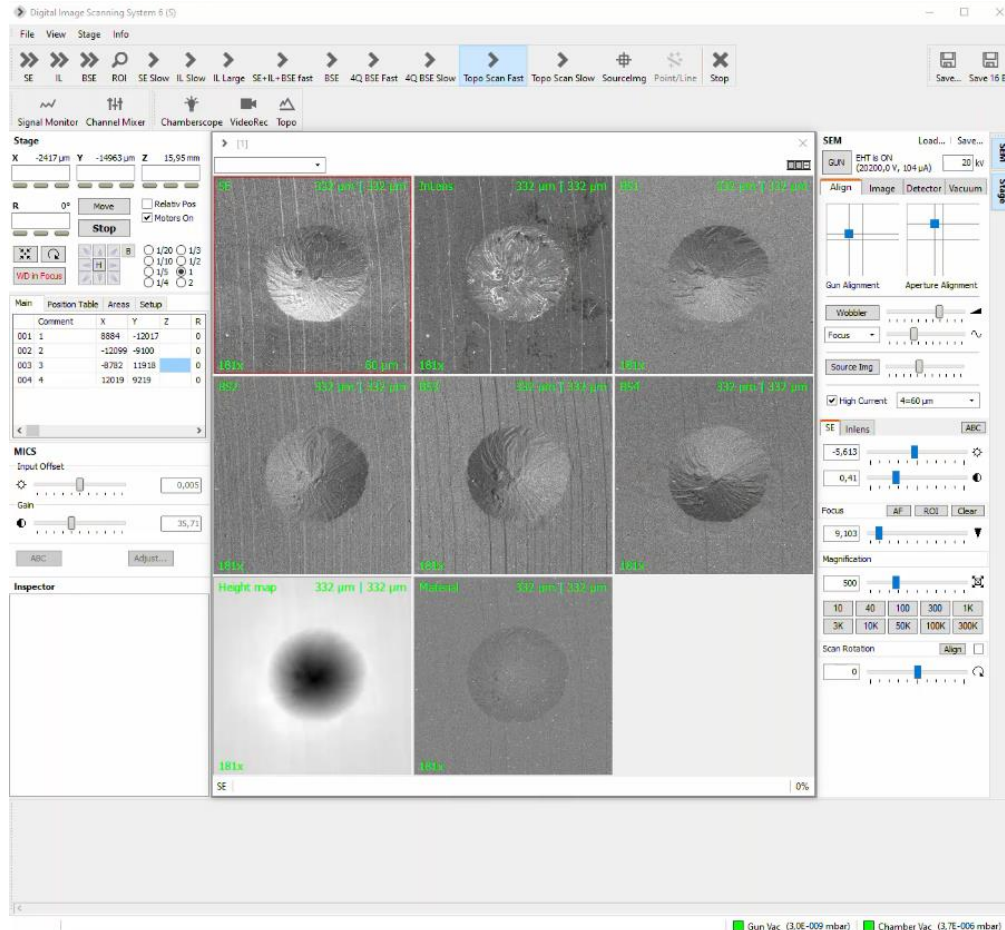 Digital Image Scanning System 6 (S)
File View Stage Info
SE IL BSE ROI SE Slow IL Slow IL Large SE+IL+BSE fast BSE 4Q BSE Fast 4Q BSE Slow Topo Scan Fast Topo Scan Slow SourceImg Point/Line Stop Save... Save 16 B
Signal Monitor Channel Mixer Chamberscope VideoRec Topo
Stage
X -2417 µm Y -14963 µm Z 15,95 mm
R 0° Move Relativ Pos
Motors On
Stop
B 1/20 1/3
H 1/10 1/2
WD in Focus 1/5 1
1/4 2
Main Position Table Areas Setup
Comment X Y Z R
001 1 8884 -12017 0
002 2 -12099 -9100 0
003 3 -8782 11918 0
004 4 12019 9219 0
MICS
Input Offset
0,005
Gain
35,71
ABC Adjust...
Inspector
[1]
SE 332 µm | 332 µm
181x 80 µm
InLens 332 µm | 332 µm
181x
BS1 332 µm | 332 µm
181x
BS2 332 µm | 332 µm
181x
BS3 332 µm | 332 µm
181x
BS4 332 µm | 332 µm
181x
Height map 332 µm | 332 µm
181x
Material 332 µm | 332 µm
181x
SE 0%
SEM Load... Save...
GUN EHT is ON
(20200,0 V, 104 µA) 20 kV
Align Image Detector Vacuum
Gun Alignment Aperture Alignment
Wobbler
Focus
Source Img
High Current 4=60 µm
SE Inlens ABC
-5,613
0,41
Focus AF ROI Clear
9,103
Magnification
500
10 40 100 300 1K
3K 10K 50K 100K 300K
Scan Rotation Align
0
SEM
Stage
Gun Vac (3,0E-009 mbar) Chamber Vac (3,7E-006 mbar)